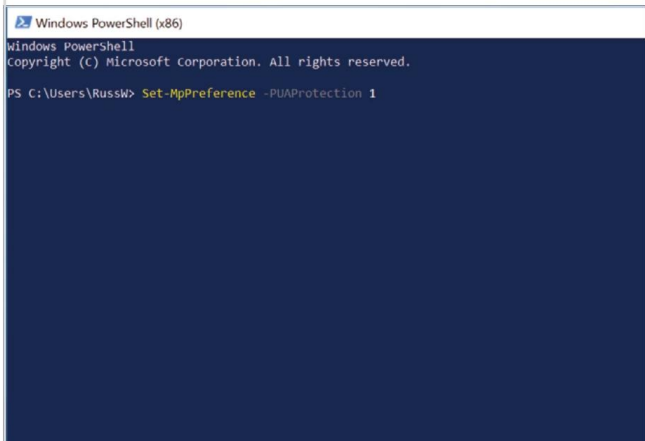 Windows PowerShell (x86)
Windows PowerShell
Copyright (C) Microsoft Corporation. All rights reserved.
PS C:\Users\RussW> Set-MpPreference -PUAProtection 1